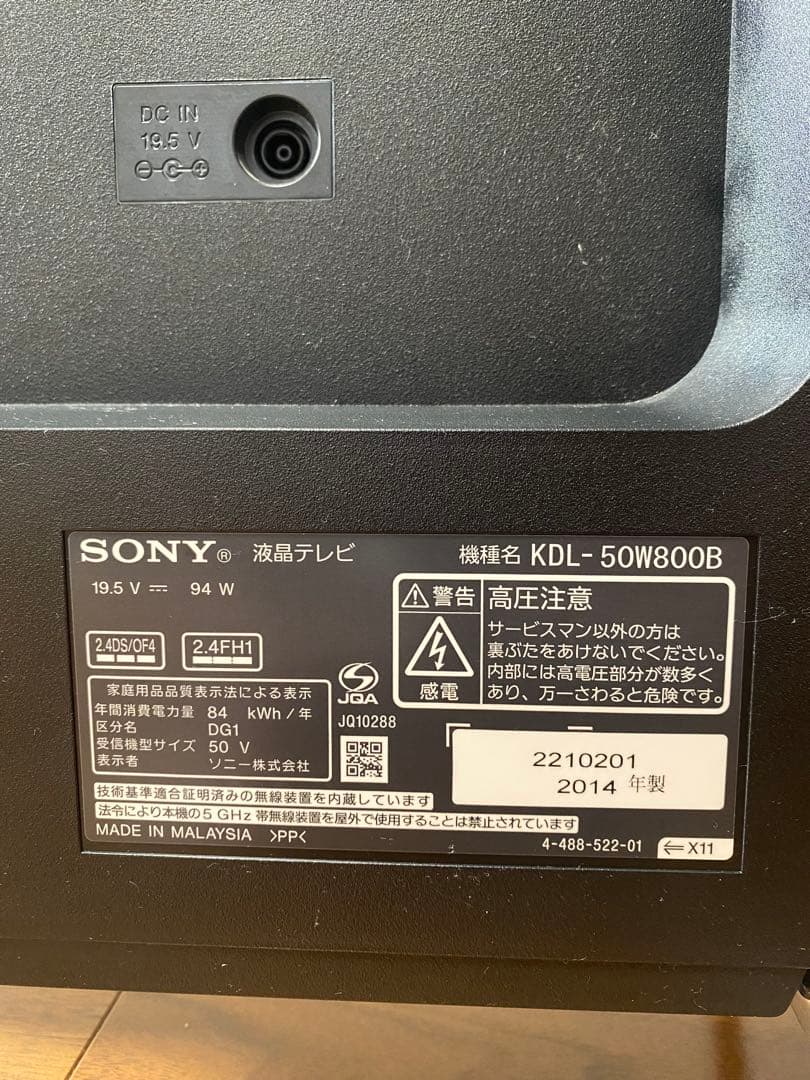 DC IN
19.5 V
SONY® 液晶テレビ 機種名 KDL-50W800B
19.5 V 94 W
2.4DS/OF4 2.4FH1
家庭用品品質表示法による表示
年間消費電力量 84 kWh/年
区分名 DG1
受信機型サイズ 50 V
表示者 ソニー株式会社
JQA
JQ10288
警告 高圧注意
感電
サービスマン以外の方は
裏ぶたをあけないでください。
内部には高電圧部分が数多く
あり、万一さわると危険です。
2210201
2014 年製
技術基準適合証明済みの無線装置を内蔵しています
法令により本機の5 GHz 帯無線装置を屋外で使用することは禁止されています
MADE IN MALAYSIA >PP<
4-488-522-01 ⇐X11